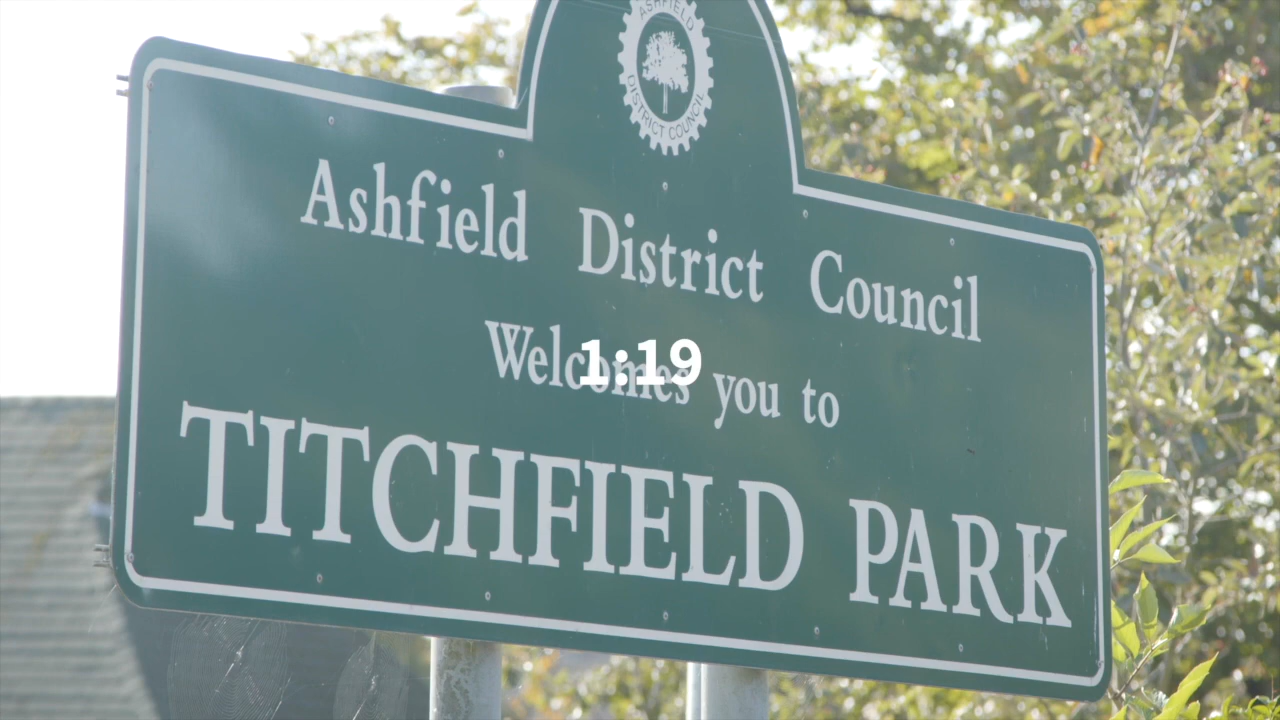 ASHFIELD
DISTRICT COUNCIL
Ashfield District Council
Welcomes you to
1:19
TITCHFIELD PARK